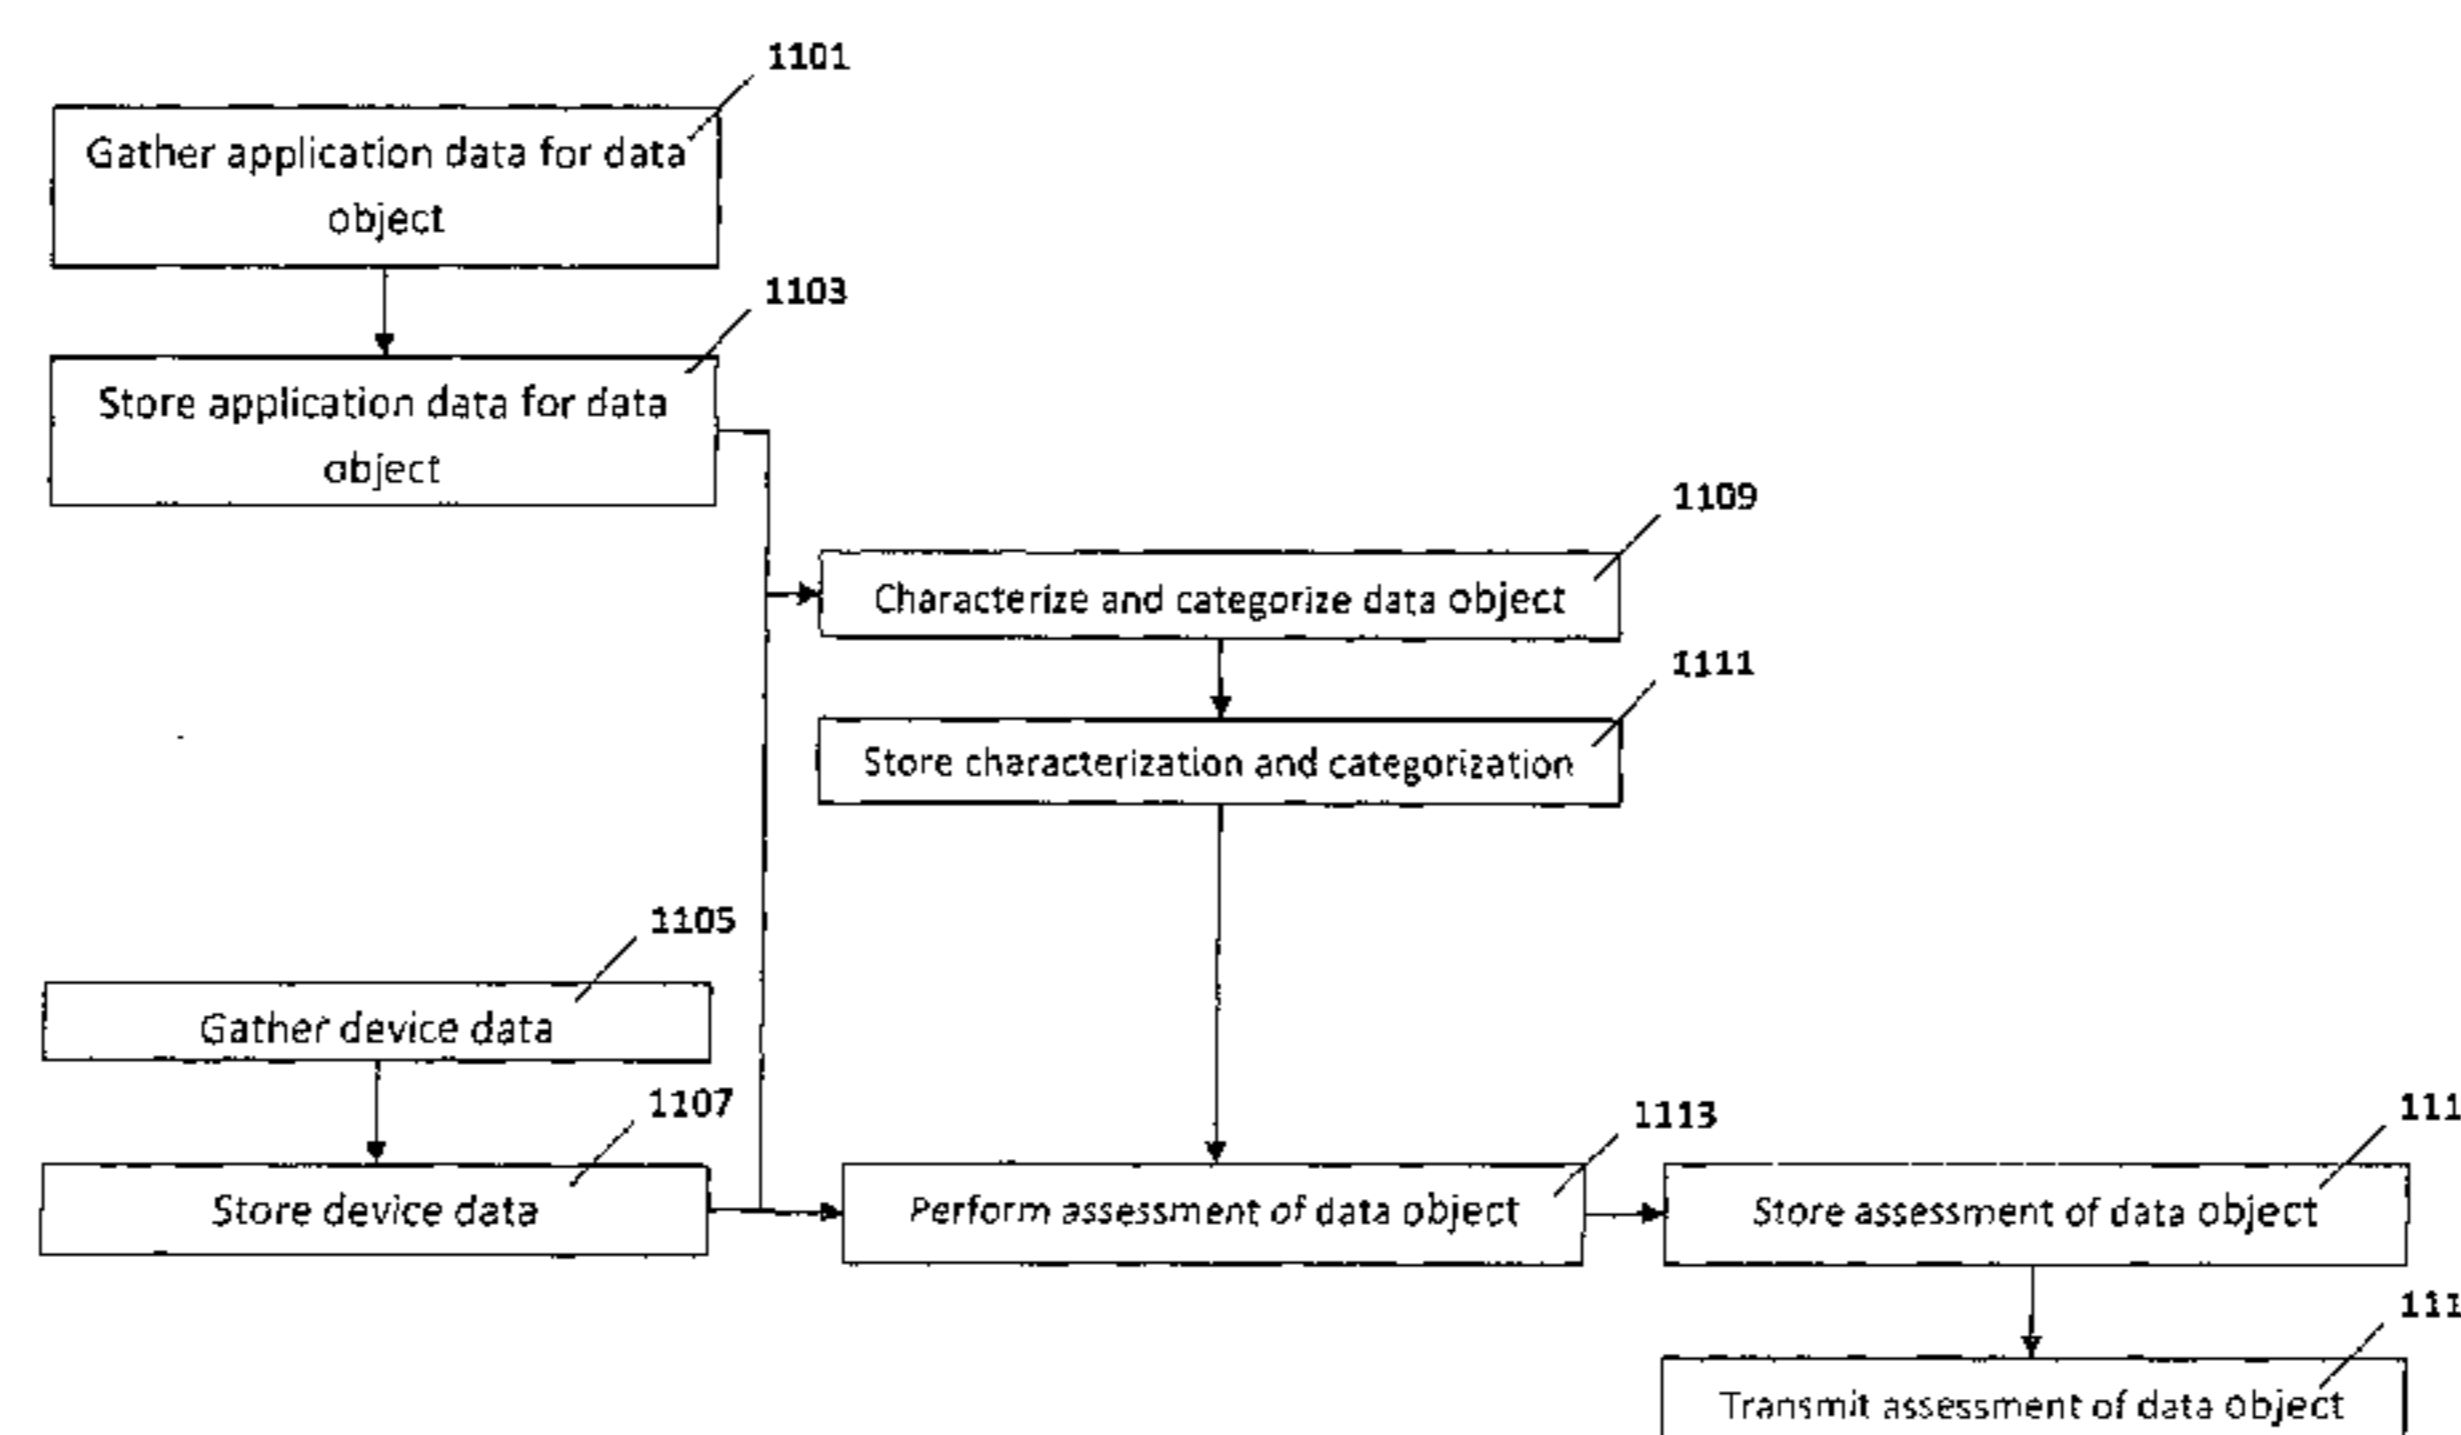 1101
Gather application data for data
object
1103
Store application data for data
object
1109
Characterize and categorize data object
1111
Store characterization and categorization
1105
Gather device data
1107
Store device data
1113
Perform assessment of data object
111
Store assessment of data object
111
Transmit assessment of data object